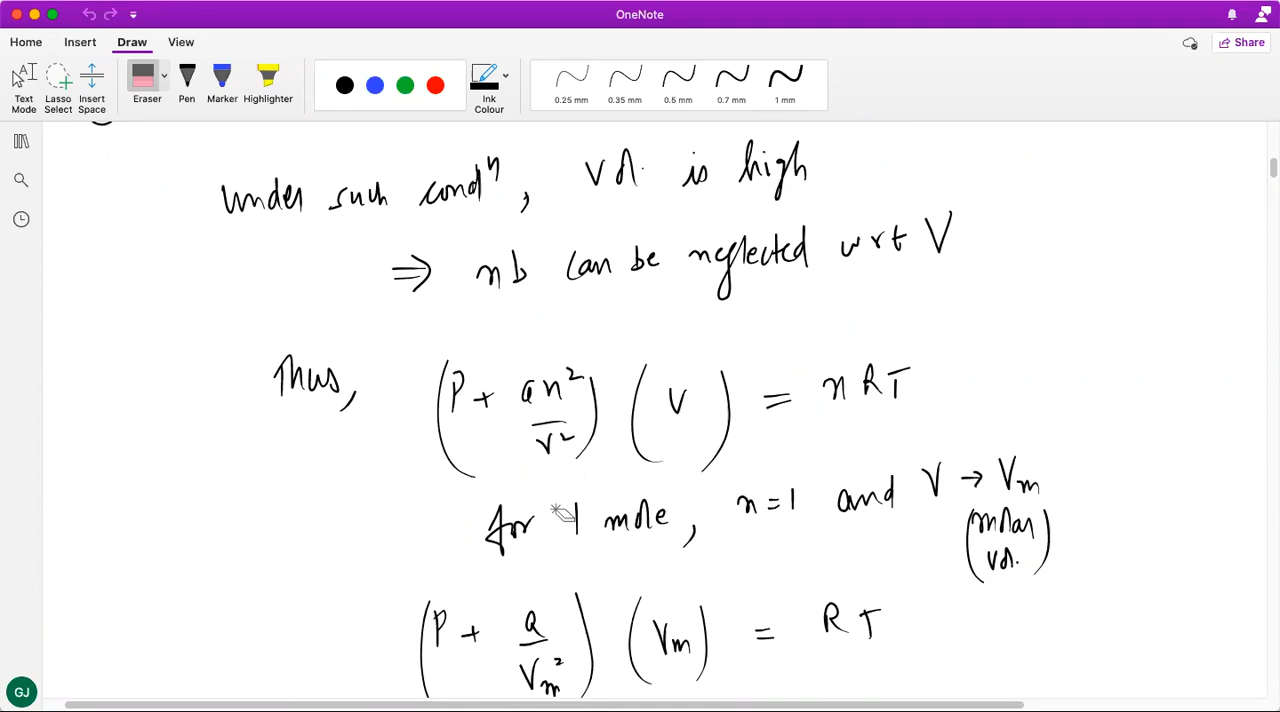 OneNote
Home Insert Draw View
Share
Text Mode
Lasso Select
Insert Space
Eraser
Pen
Marker
Highlighter
Ink Colour
0.25 mm
0.35 mm
0.5 mm
0.7 mm
1 mm
under such condⁿ, vol. is high
⇒ nb can be neglected wrt V
Thus, (P + an²/V²) (V) = nRT
for 1 mole, n=1 and V → Vm
(molar vol.)
(P + a/Vm²) (Vm) = RT
GJ